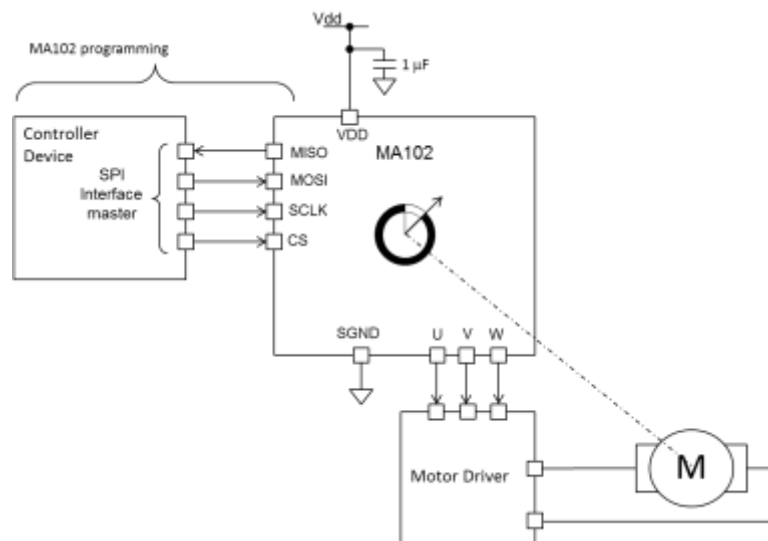 Vdd
MA102 programming
1 µF
Controller
Device
VDD
MA102
SPI
Interface
master
MISO
MOSI
SCLK
CS
SGND
U V W
Motor Driver
M